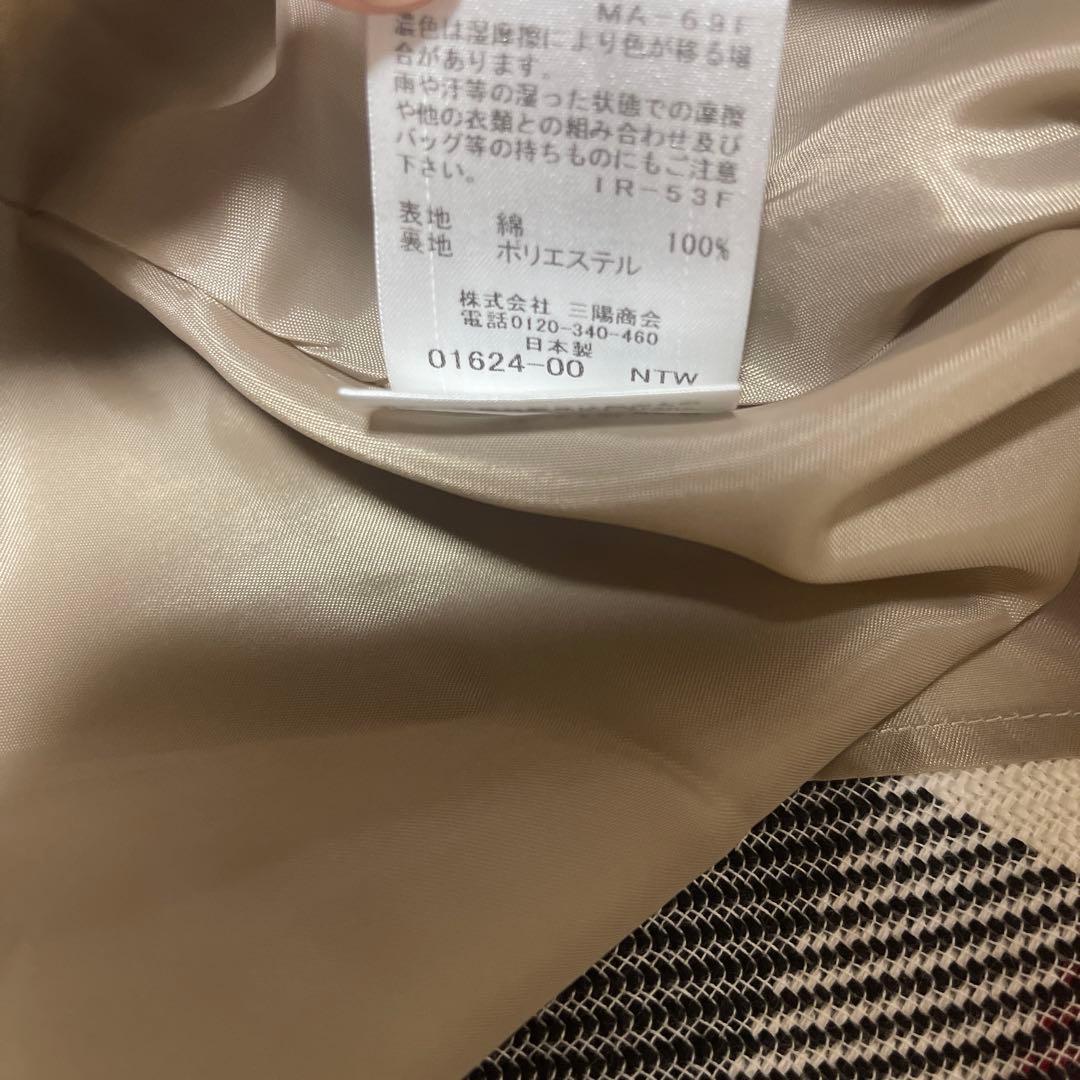 MA-69F
濃色は湿摩擦により色が移る場
合があります。
雨や汗等の湿った状態での摩擦
や他の衣類との組み合わせ及び
バッグ等の持ちものにもご注意
下さい。 IR-53F
表地 綿 100%
裏地 ポリエステル
株式会社 三陽商会
電話0120-340-460
日本製
01624-00 NTW